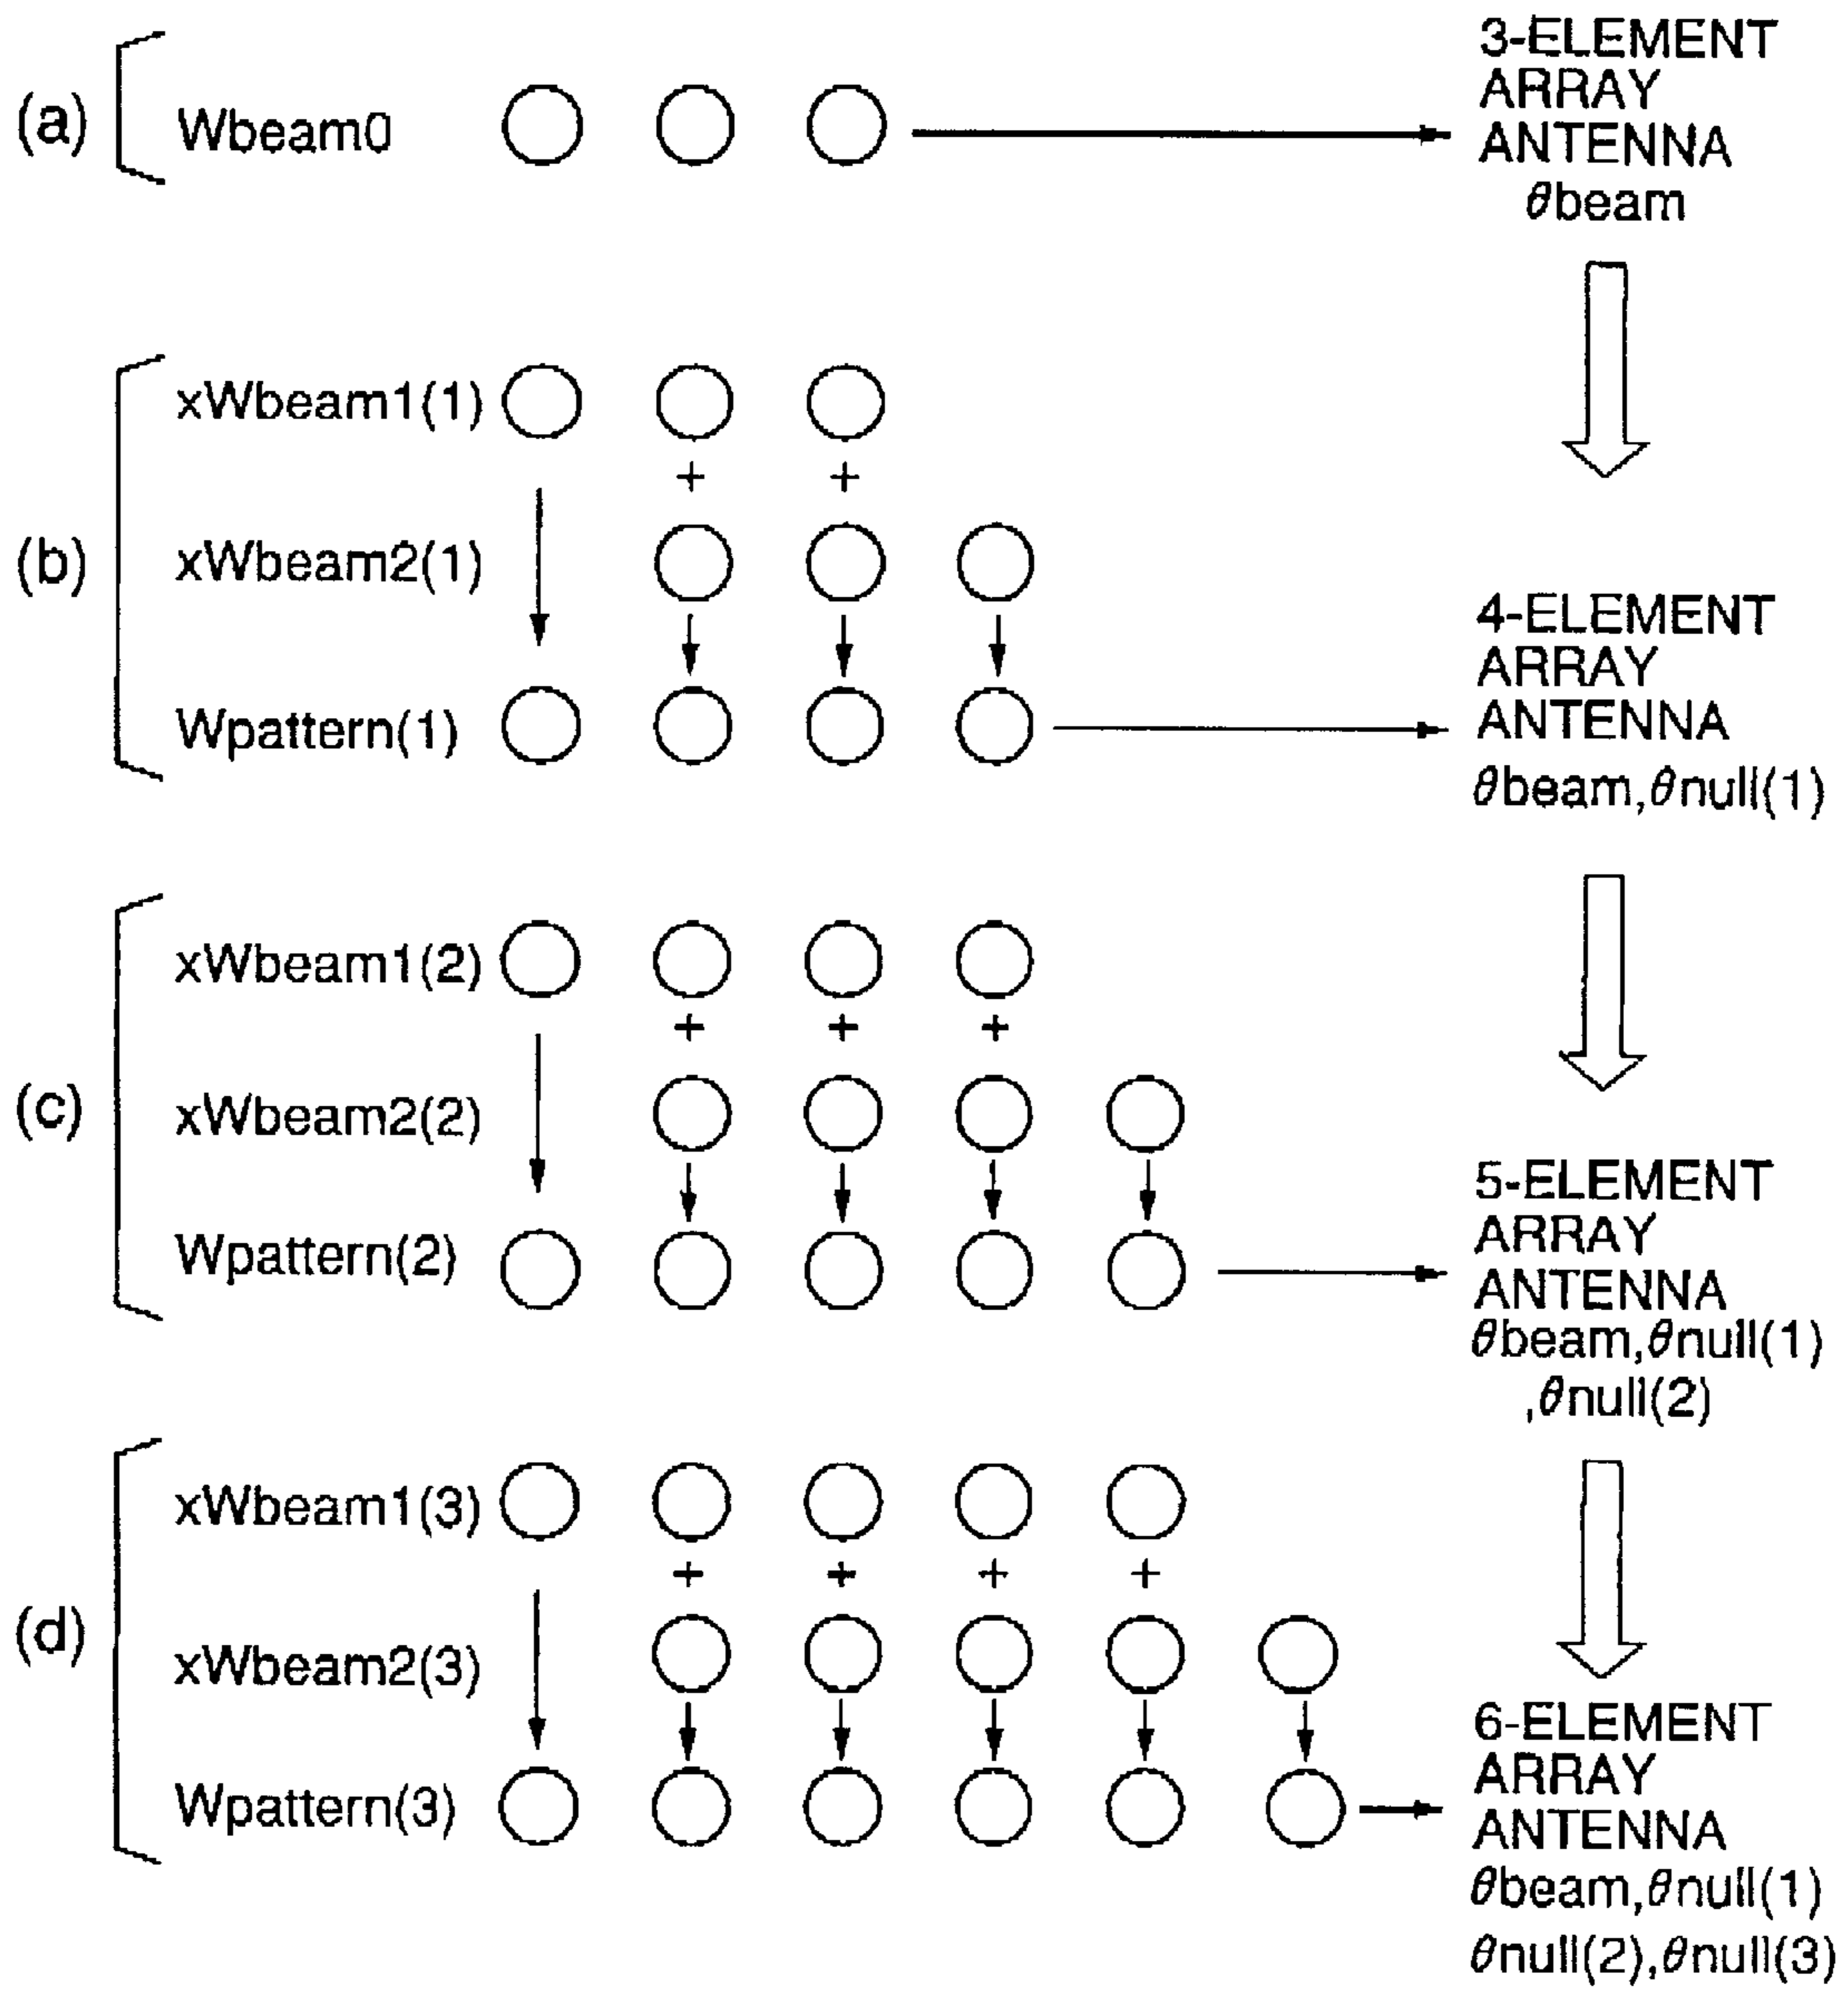 (a)
Wbeam0
3-ELEMENT
ARRAY
ANTENNA
θbeam
(b)
xWbeam1(1)
+ +
xWbeam2(1)
Wpattern(1)
4-ELEMENT
ARRAY
ANTENNA
θbeam,θnull(1)
(c)
xWbeam1(2)
+ + +
xWbeam2(2)
Wpattern(2)
5-ELEMENT
ARRAY
ANTENNA
θbeam,θnull(1)
,θnull(2)
(d)
xWbeam1(3)
+ + + +
xWbeam2(3)
Wpattern(3)
6-ELEMENT
ARRAY
ANTENNA
θbeam,θnull(1)
θnull(2),θnull(3)